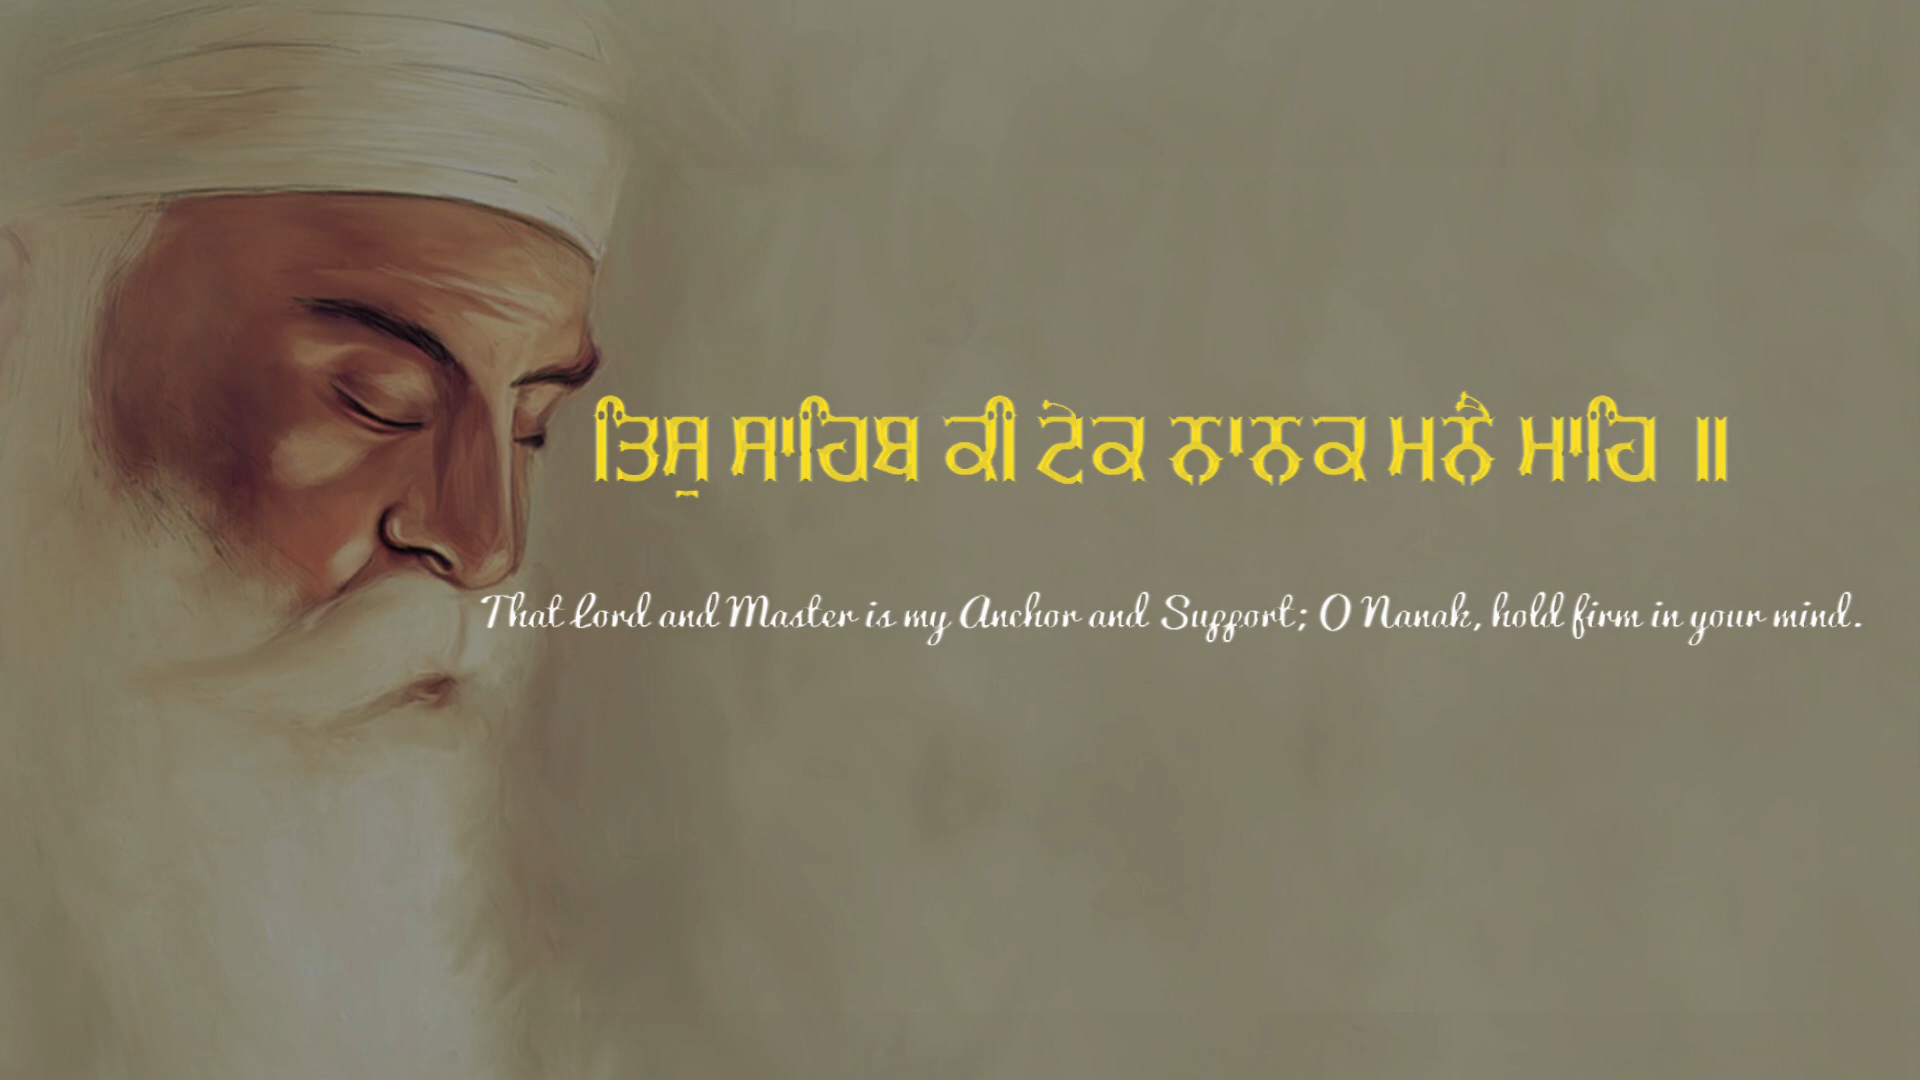 ਤਿਸੁ ਸਾਹਿਬ ਕੀ ਟੇਕ ਨਾਨਕ ਮਨੈ ਮਾਹਿ ॥
That Lord and Master is my Anchor and Support; O Nanak, hold firm in your mind.